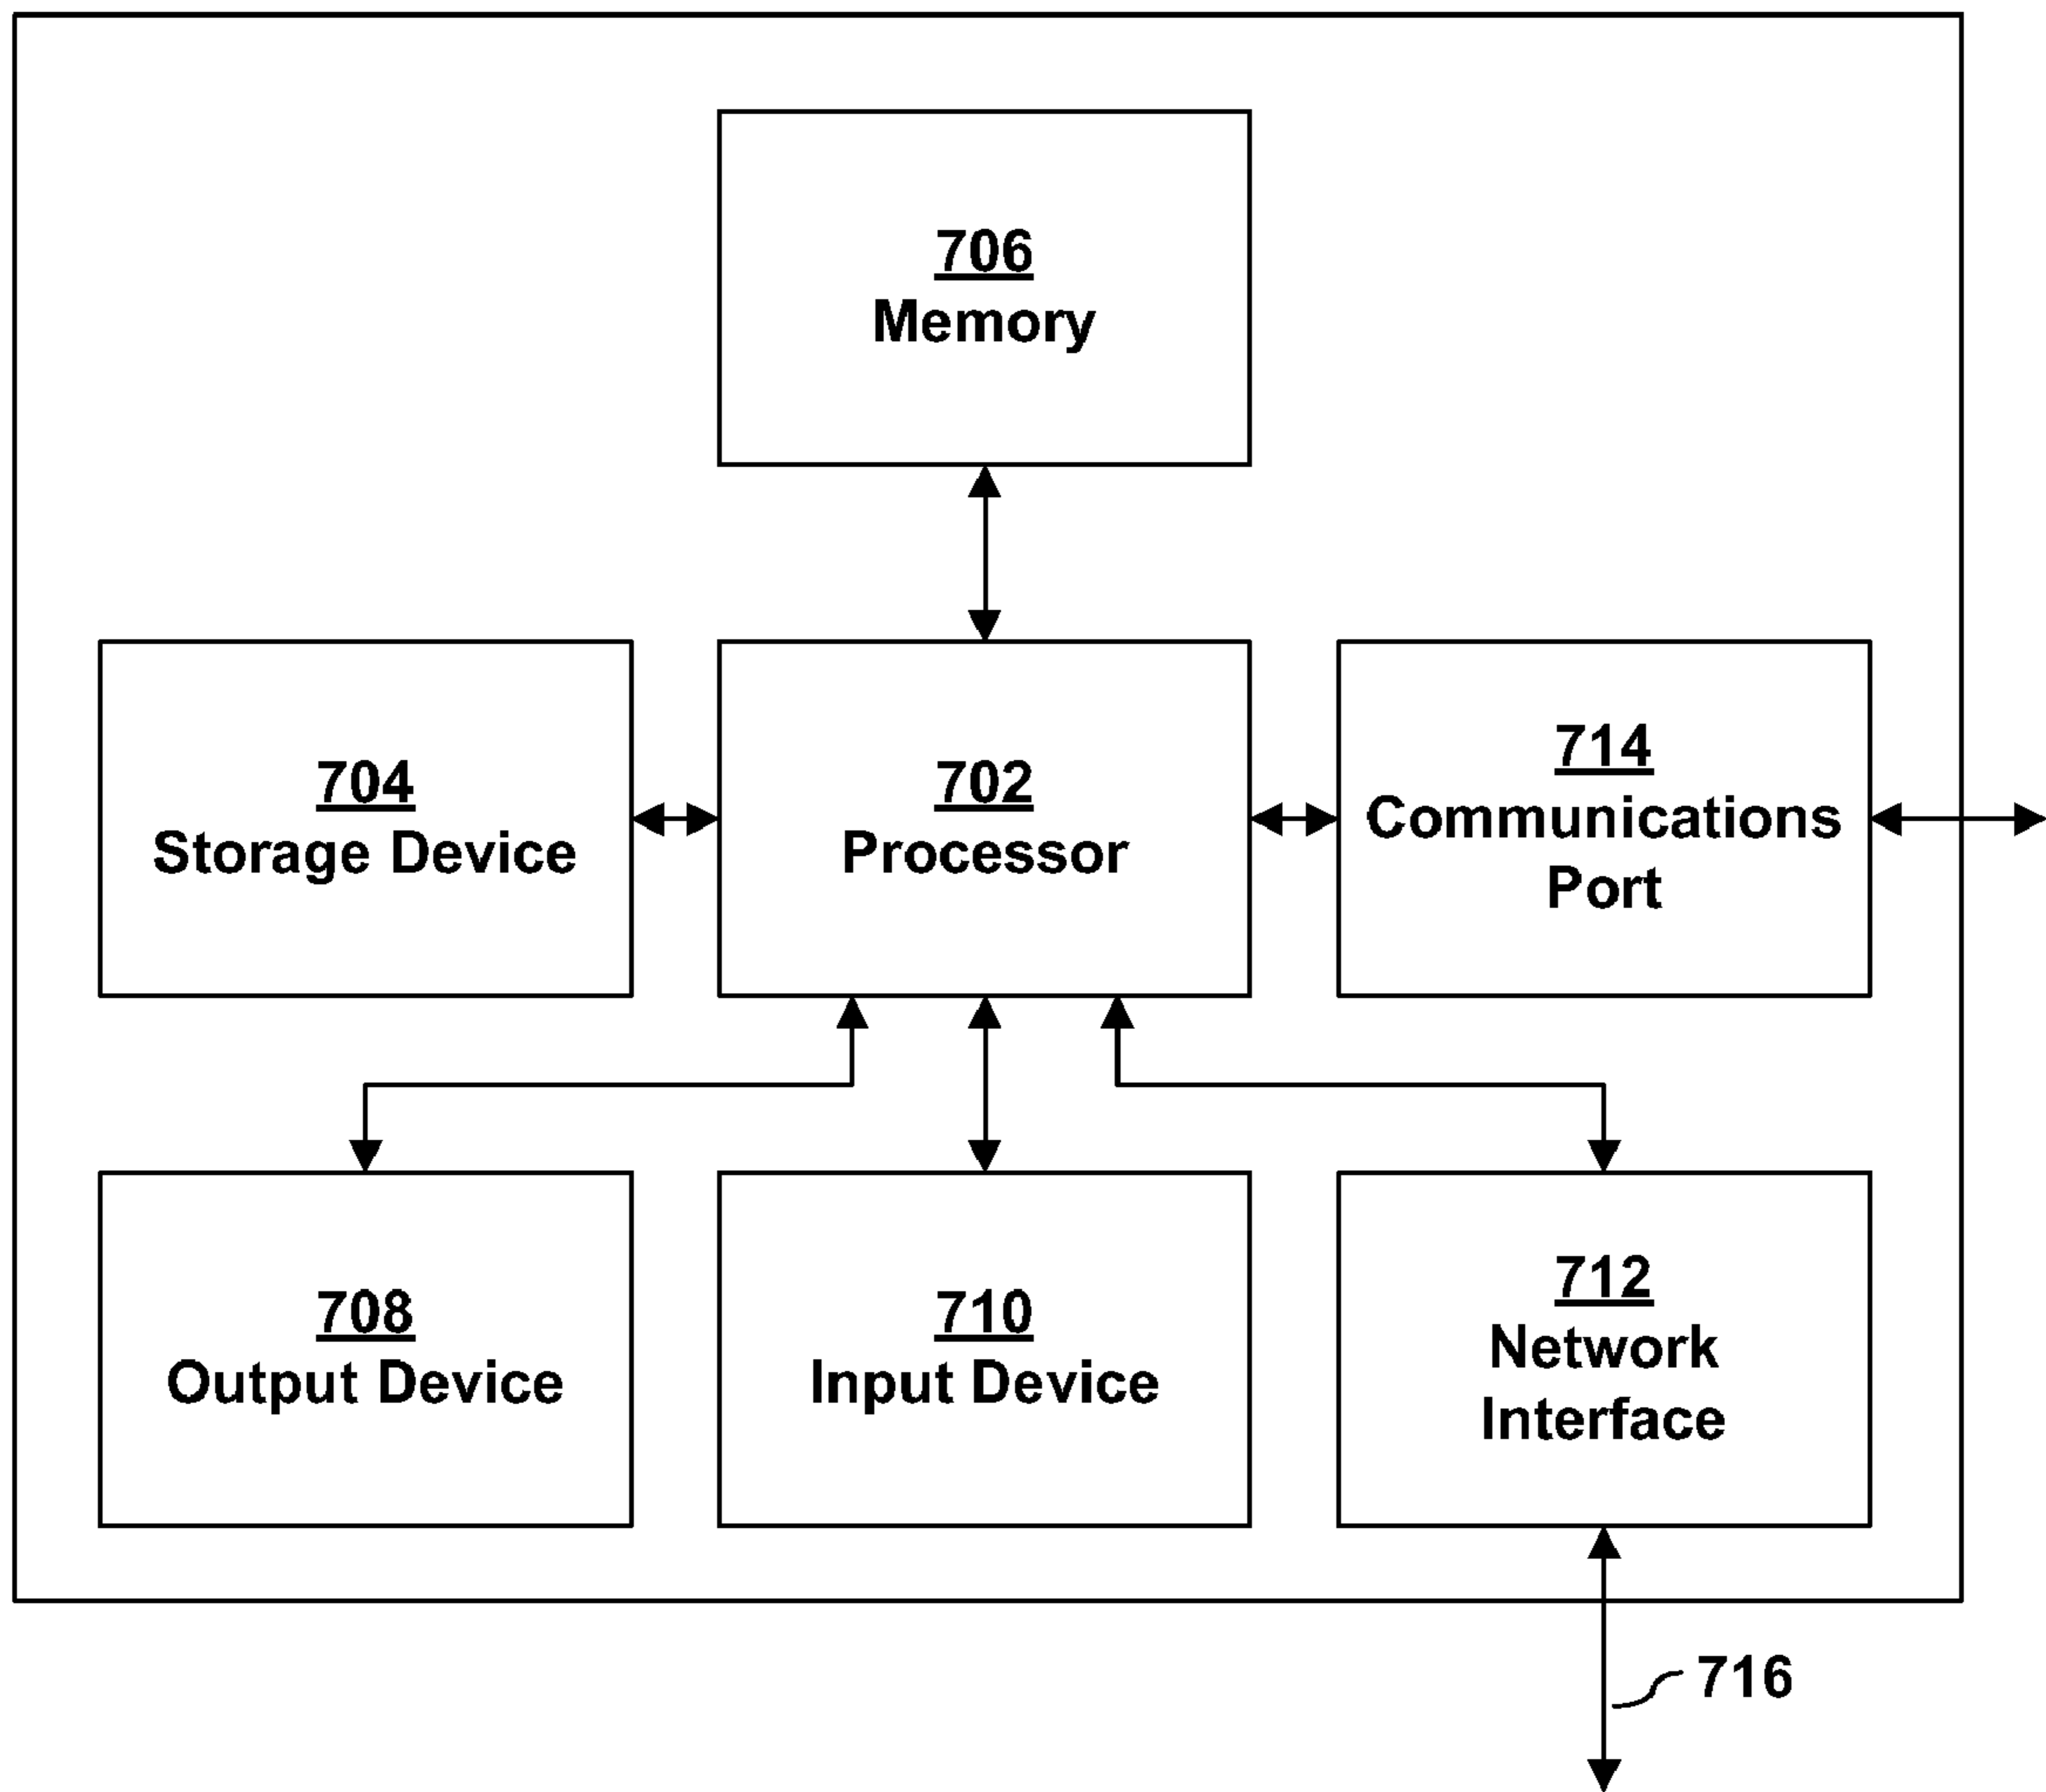 706
Memory
704
Storage Device
702
Processor
714
Communications
Port
708
Output Device
710
Input Device
712
Network
Interface
716